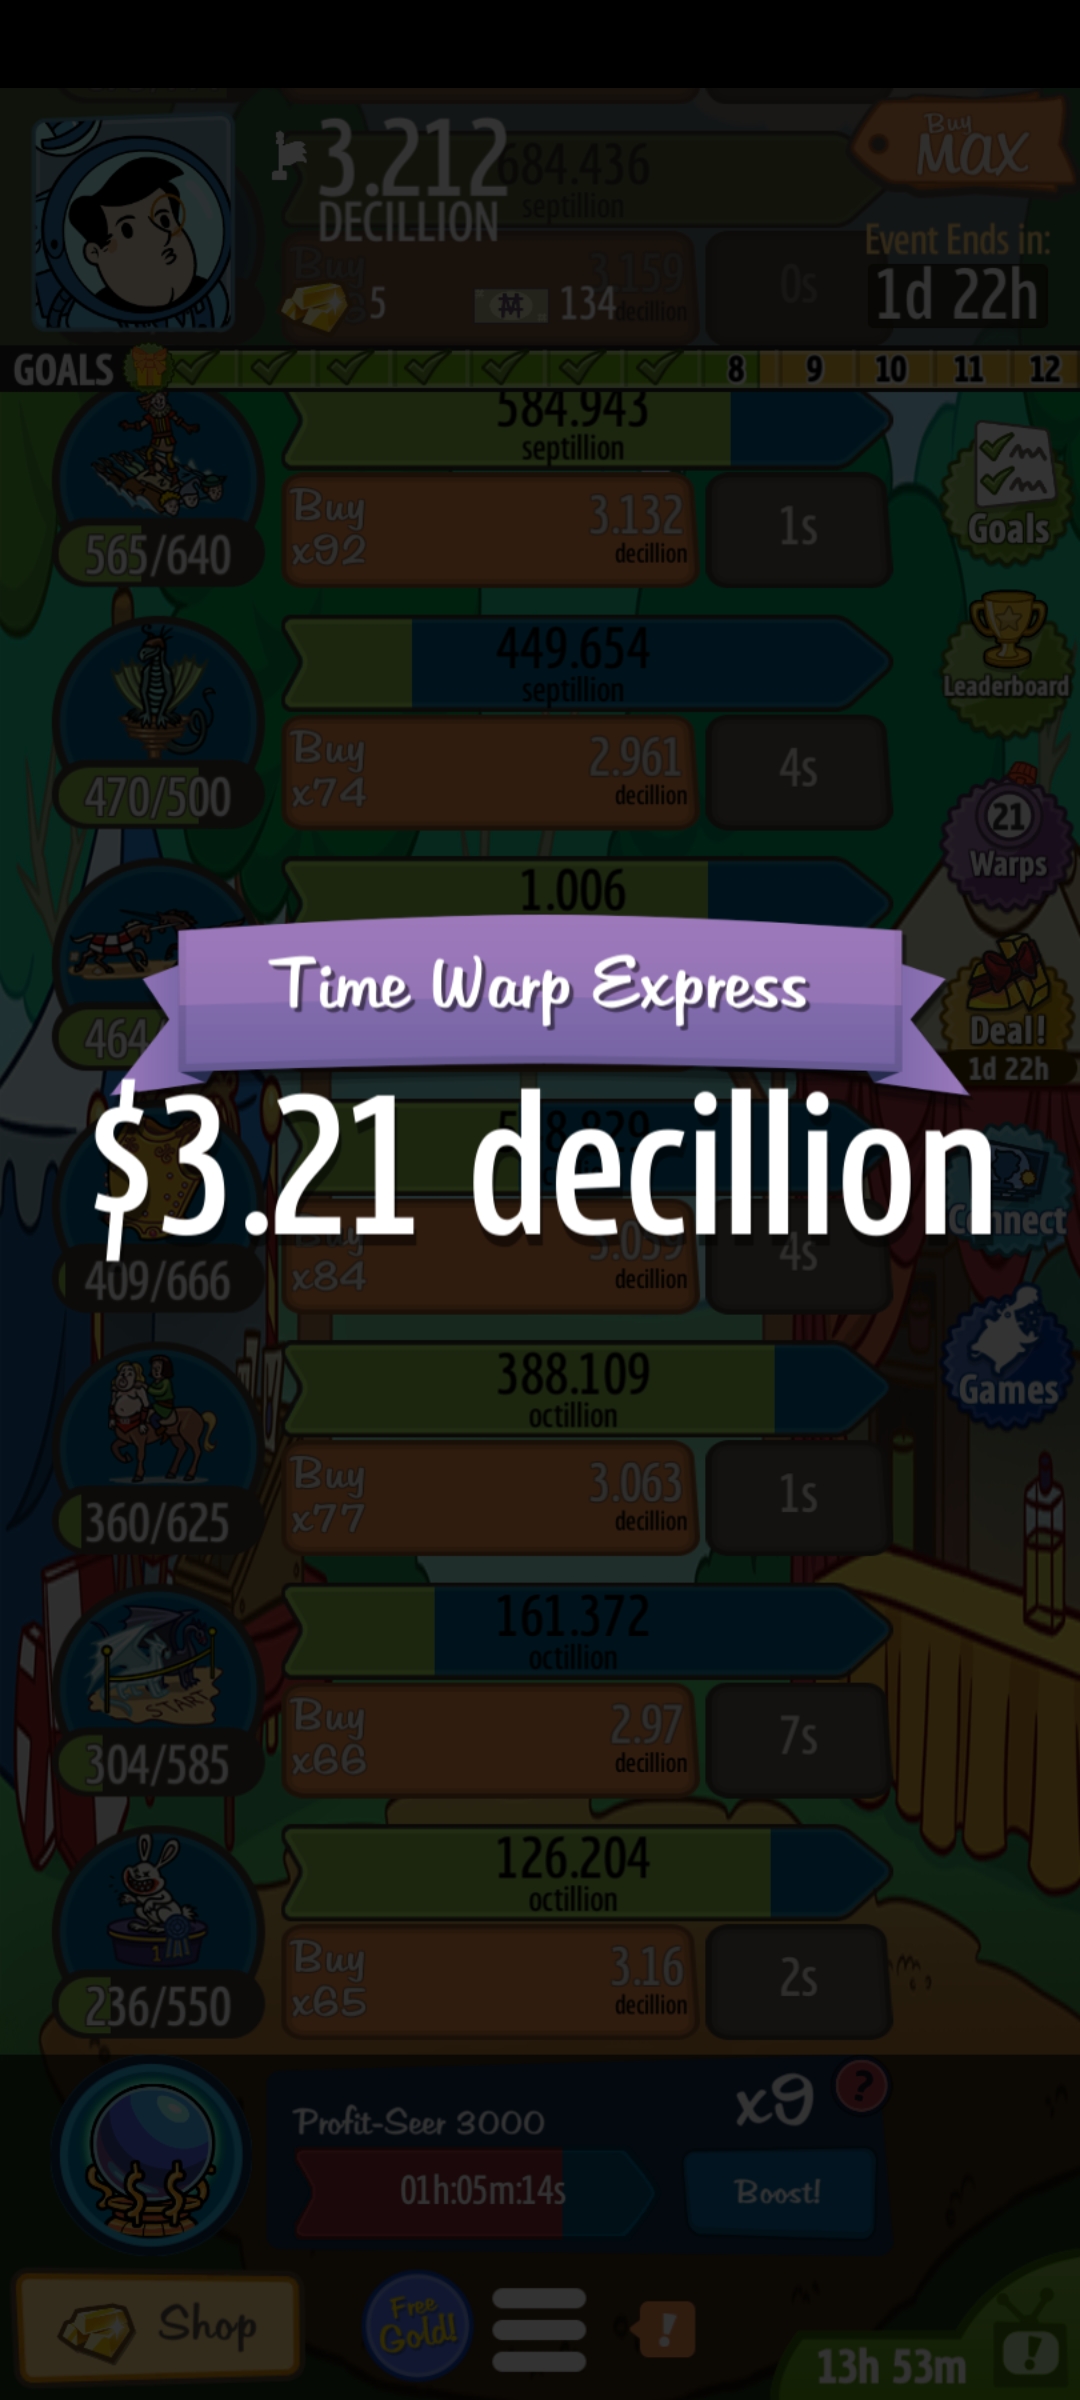 3.212
DECILLION
684.436
septillion
Buy
MAX
Event Ends in:
1d 22h
Buy
3.159
decillion
0s
5
134
GOALS
8
9
10
11
12
584.943
septillion
Buy
x92
3.132
decillion
1s
565/640
Goals
449.654
septillion
Buy
x74
2.961
decillion
4s
470/500
Leaderboard
21
Warps
1.006
464
Deal!
1d 22h
Time Warp Express
$3.21 decillion
Buy
x84
decillion
4s
409/666
Connect
388.109
octillion
Buy
x77
3.063
decillion
1s
360/625
Games
161.372
octillion
START
Buy
x66
2.97
decillion
7s
304/585
126.204
octillion
1
Buy
x65
3.16
decillion
2s
236/550
Profit-Seer 3000
x9
?
01h:05m:14s
Boost!
Shop
Free
Gold!
!
13h 53m
!